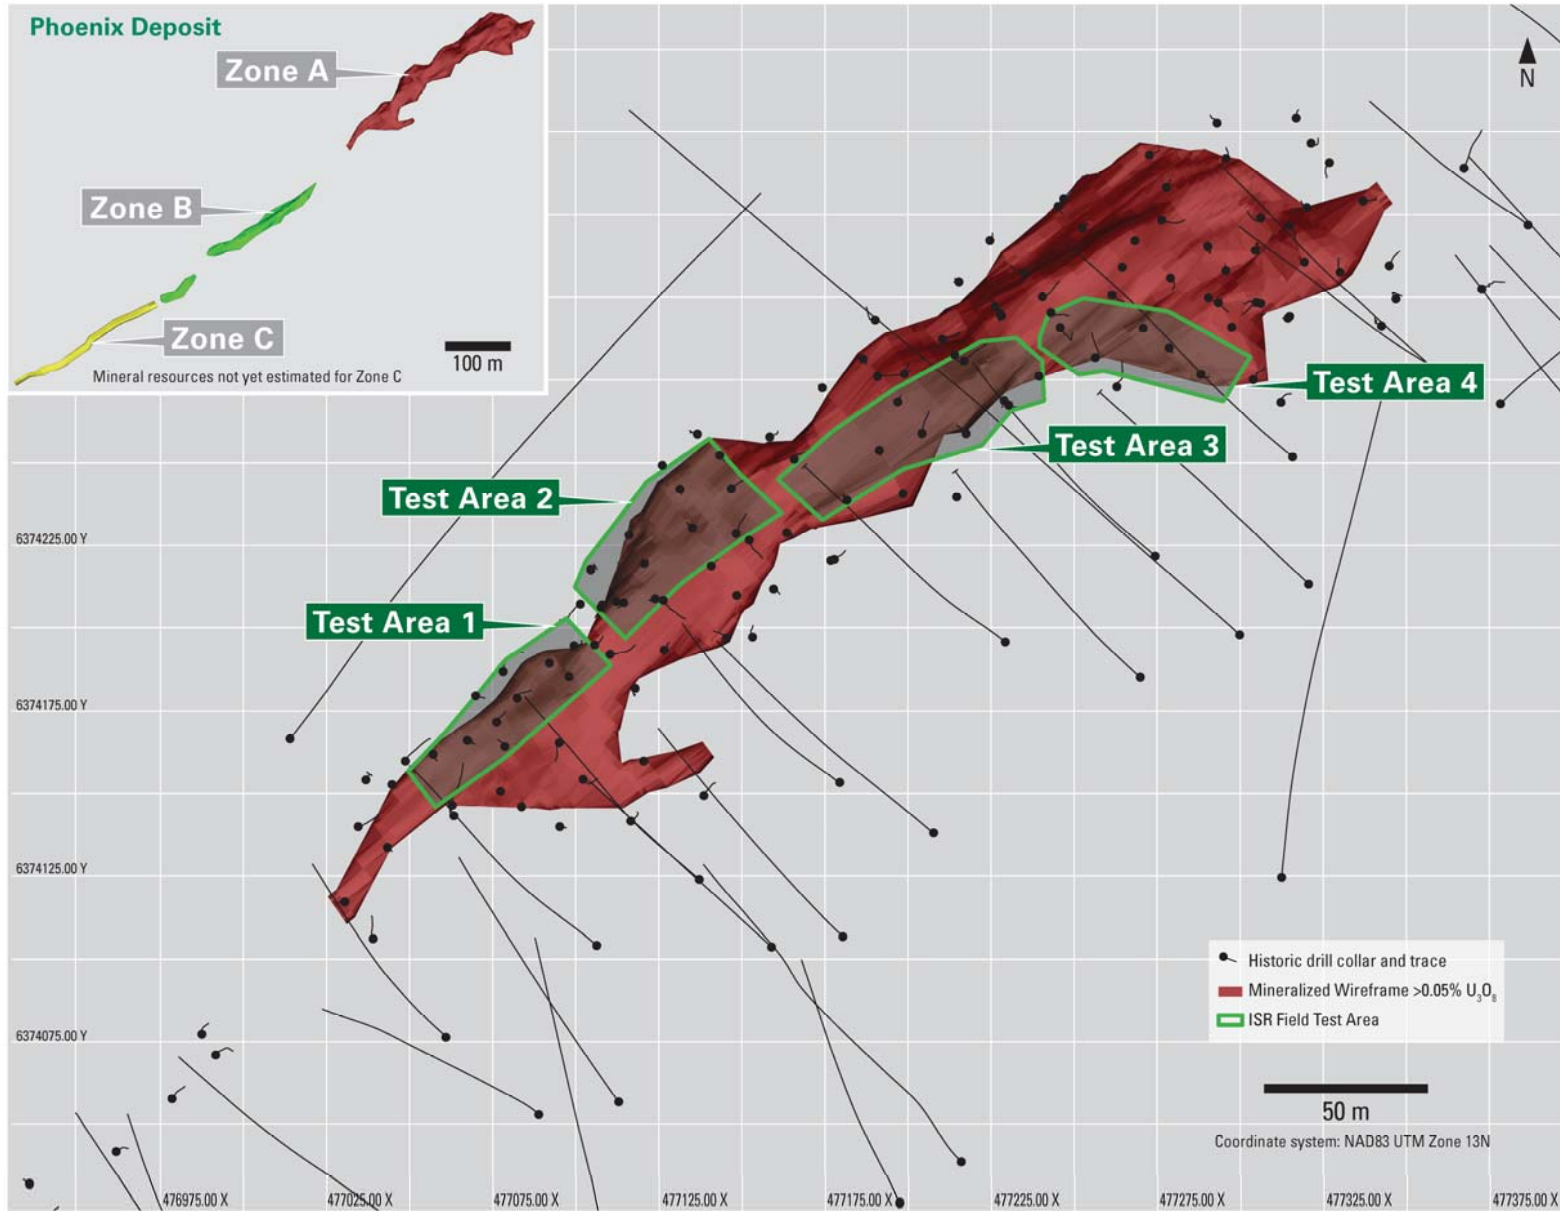 Phoenix Deposit
Zone A
Zone B
Zone C
100 m
Mineral resources not yet estimated for Zone C
N
Test Area 4
Test Area 3
Test Area 2
Test Area 1
6374225.00 Y
6374175.00 Y
6374125.00 Y
6374075.00 Y
Historic drill collar and trace
Mineralized Wireframe >0.05% U₃O₈
ISR Field Test Area
50 m
Coordinate system: NAD83 UTM Zone 13N
476975.00 X
477025.00 X
477075.00 X
477125.00 X
477175.00 X
477225.00 X
477275.00 X
477325.00 X
477375.00 X